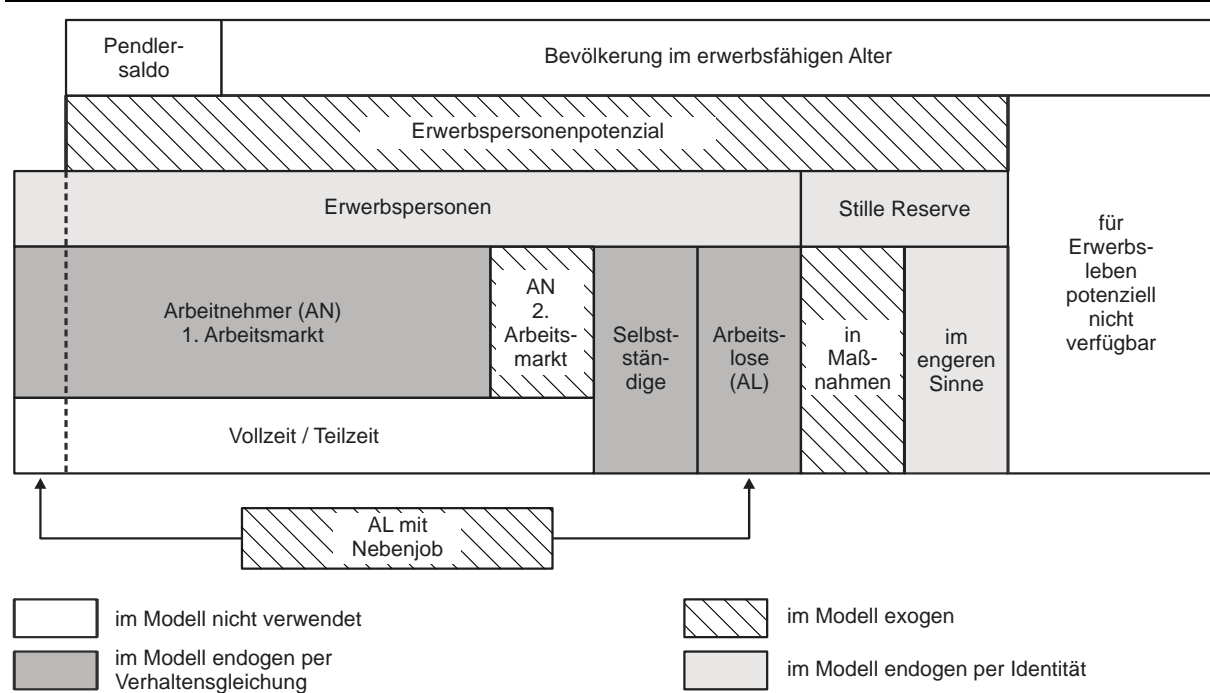 Pendler-
saldo
Bevölkerung im erwerbsfähigen Alter
Erwerbspersonenpotenzial
Erwerbspersonen
Stille Reserve
für
Erwerbs-
leben
potenziell
nicht
verfügbar
Arbeitnehmer (AN)
1. Arbeitsmarkt
AN
2.
Arbeits-
markt
Selbst-
stän-
dige
Arbeits-
lose
(AL)
in
Maß-
nahmen
im
engeren
Sinne
Vollzeit / Teilzeit
AL mit
Nebenjob
im Modell nicht verwendet
im Modell exogen
im Modell endogen per
Verhaltensgleichung
im Modell endogen per Identität